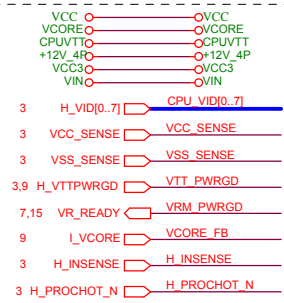 VCC VCC
VCORE VCORE
CPUVTT CPUVTT
+12V_4P +12V_4P
VCC3 VCC3
VIN VIN
3 H_VID[0..7] CPU_VID[0..7]
3 VCC_SENSE VCC_SENSE
3 VSS_SENSE VSS_SENSE
3,9 H_VTTPWRGD VTT_PWRGD
7,15 VR_READY VRM_PWRGD
9 I_VCORE VCORE_FB
3 H_INSENSE H_INSENSE
3 H_PROCHOT_N H_PROCHOT_N